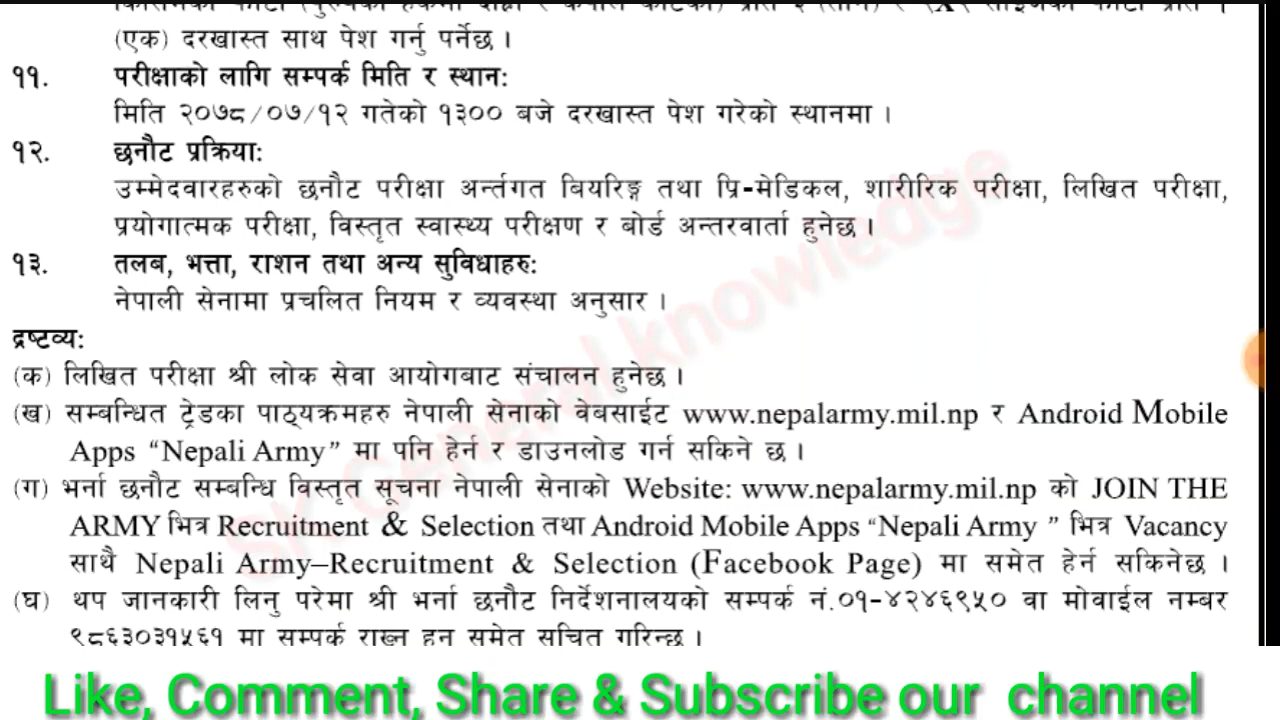 (एक) दरखास्त साथ पेश गर्नु पर्नेछ ।
११. परीक्षाको लागि सम्पर्क मिति र स्थानः
मिति २०७८/०७/१२ गतेको १३०० बजे दरखास्त पेश गरेको स्थानमा ।
१२. छनौट प्रक्रियाः
उम्मेदवारहरुको छनौट परीक्षा अर्न्तगत बियरिङ्ग तथा प्रि-मेडिकल, शारीरिक परीक्षा, लिखित परीक्षा,
प्रयोगात्मक परीक्षा, विस्तृत स्वास्थ्य परीक्षण र बोर्ड अन्तरवार्ता हुनेछ ।
१३. तलब, भत्ता, राशन तथा अन्य सुविधाहरुः
नेपाली सेनामा प्रचलित नियम र व्यवस्था अनुसार ।
द्रष्टव्यः
(क) लिखित परीक्षा श्री लोक सेवा आयोगबाट संचालन हुनेछ ।
(ख) सम्बन्धित ट्रेडका पाठ्यक्रमहरु नेपाली सेनाको वेबसाईट www.nepalarmy.mil.np र Android Mobile
Apps “Nepali Army” मा पनि हेर्न र डाउनलोड गर्न सकिने छ ।
(ग) भर्ना छनौट सम्बन्धि विस्तृत सूचना नेपाली सेनाको Website: www.nepalarmy.mil.np को JOIN THE
ARMY भित्र Recruitment & Selection तथा Android Mobile Apps “Nepali Army ” भित्र Vacancy
साथै Nepali Army–Recruitment & Selection (Facebook Page) मा समेत हेर्न सकिनेछ ।
(घ) थप जानकारी लिनु परेमा श्री भर्ना छनौट निर्देशनालयको सम्पर्क नं.०१-४२४६९५० वा मोवाईल नम्बर
९८६३०३१५६१ मा सम्पर्क राख्न हुन समेत सूचित गरिन्छ ।
SK General knowledge
Like, Comment, Share & Subscribe our channel